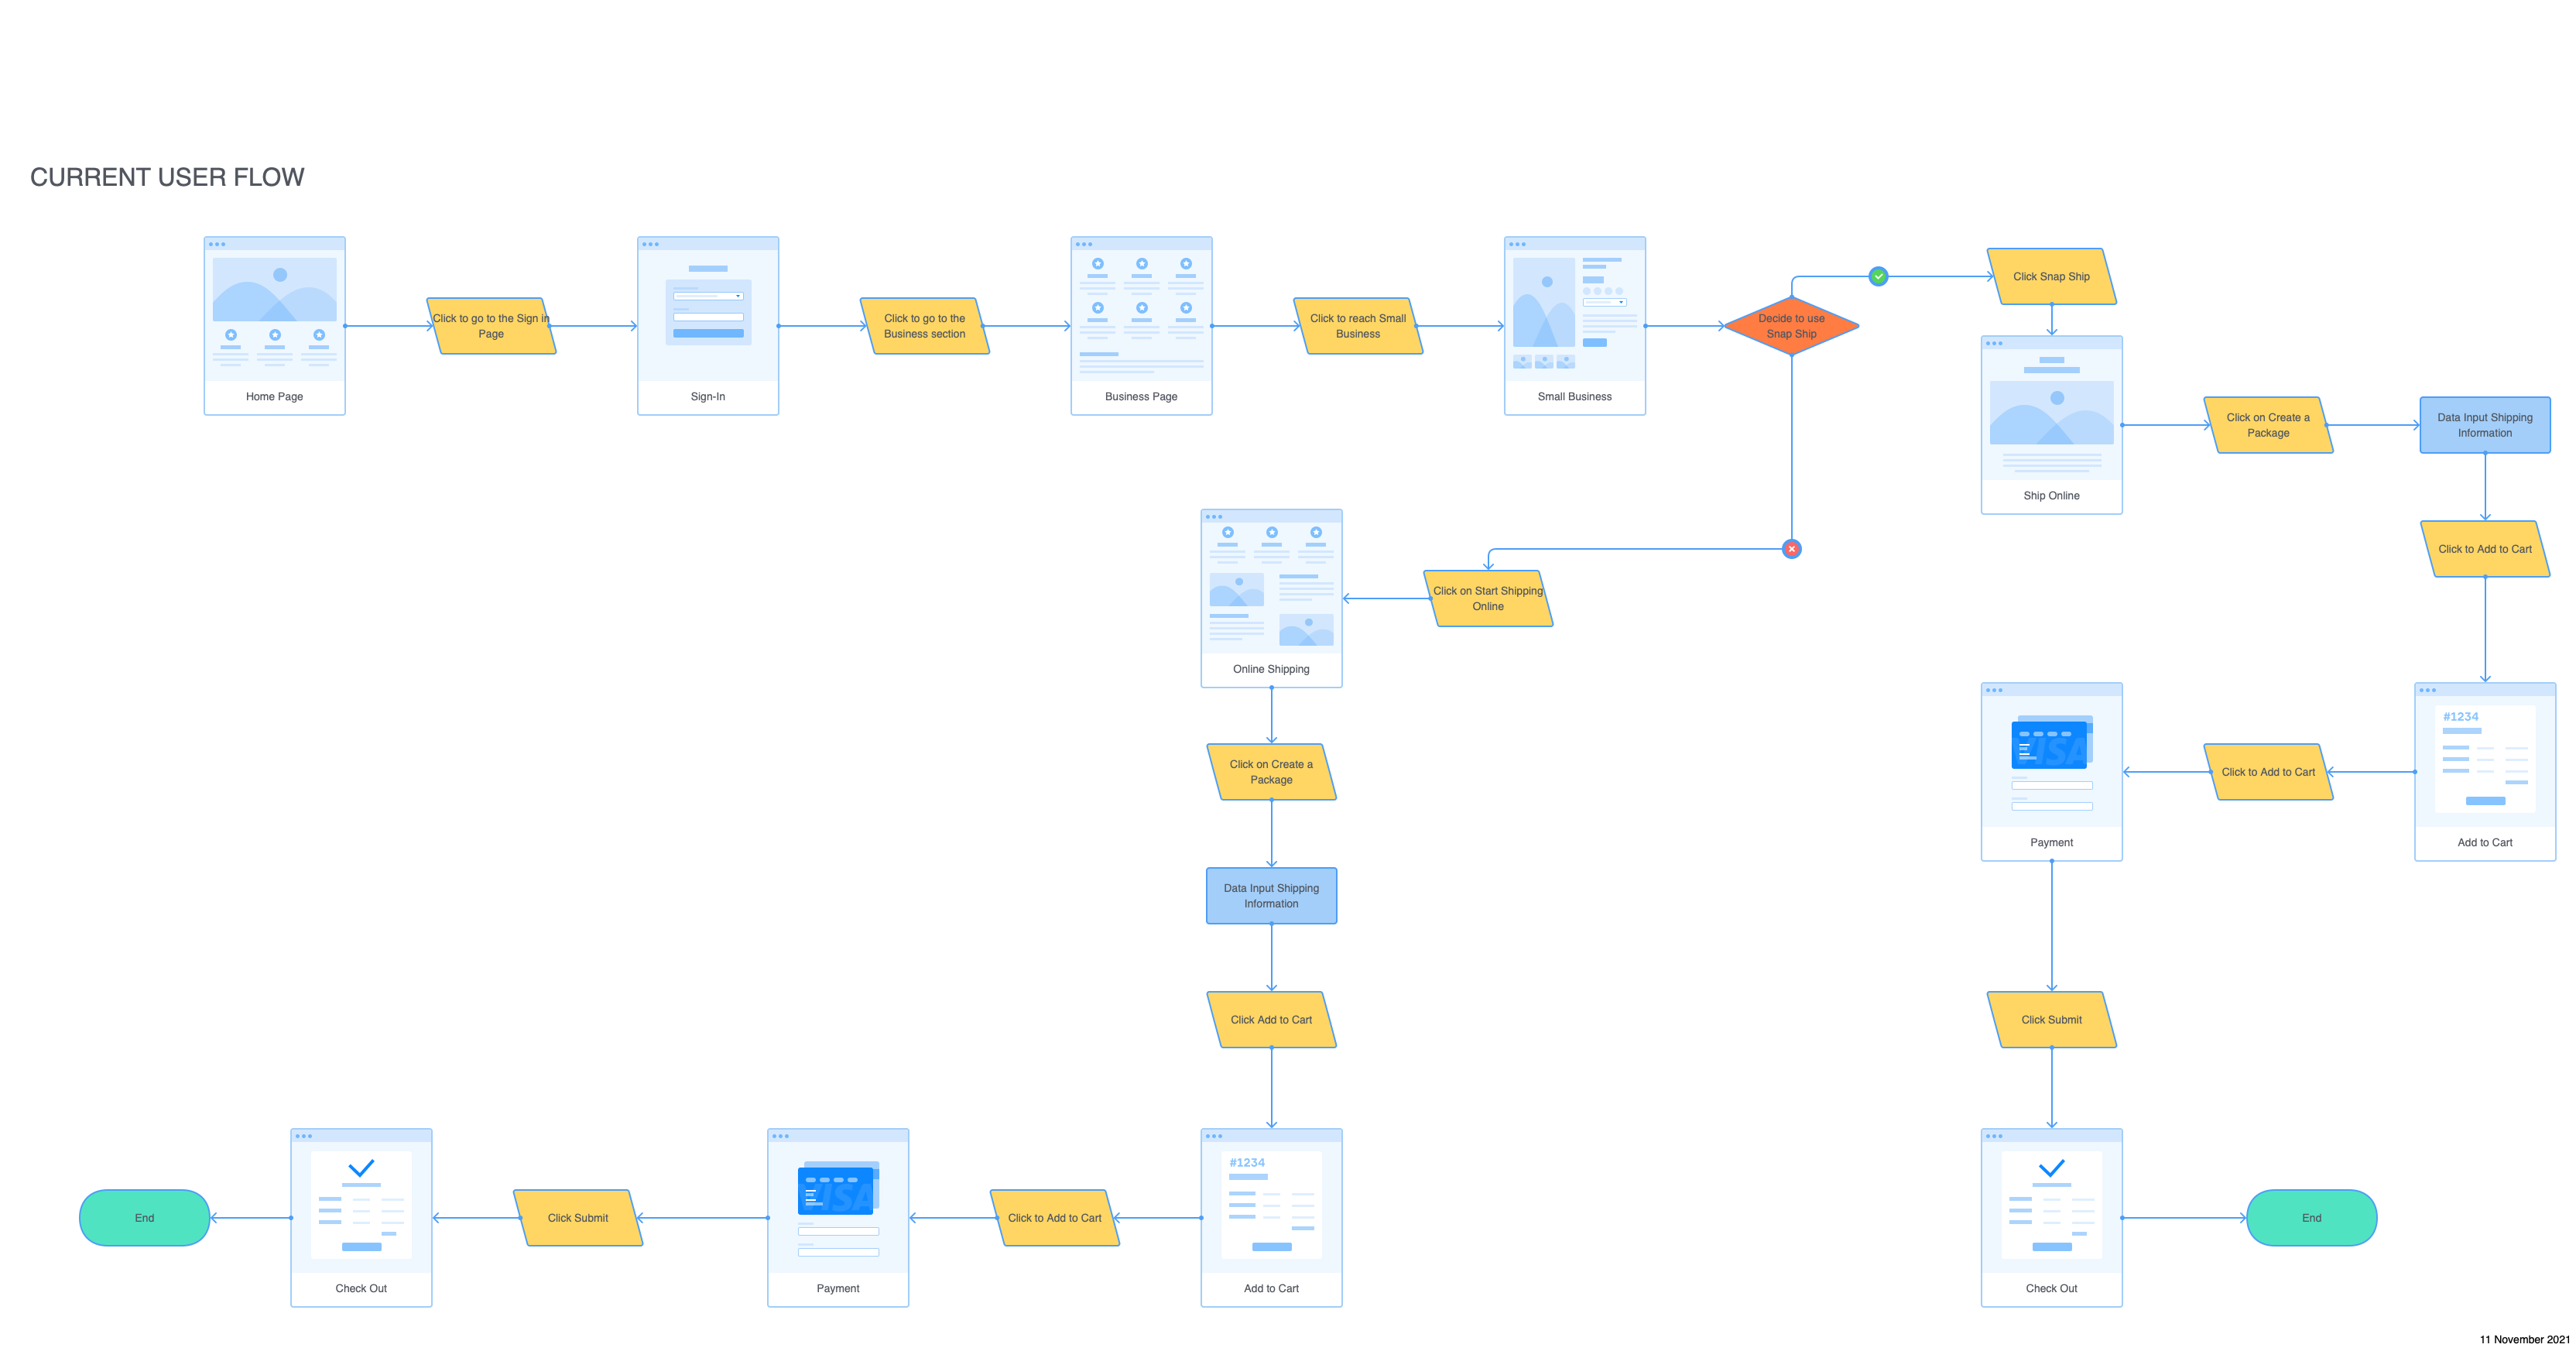 CURRENT USER FLOW
Home Page
Click to go to the Sign in
Page
Sign-In
Click to go to the
Business section
Business Page
Click to reach Small
Business
Small Business
Decide to use
Snap Ship
Click Snap Ship
Ship Online
Click on Create a
Package
Data Input Shipping
Information
Click to Add to Cart
#1234
Add to Cart
Click to Add to Cart
VISA
Payment
Click Submit
Check Out
End
Click on Start Shipping
Online
Online Shipping
Click on Create a
Package
Data Input Shipping
Information
Click Add to Cart
#1234
Add to Cart
Click to Add to Cart
VISA
Payment
Click Submit
Check Out
End
11 November 2021